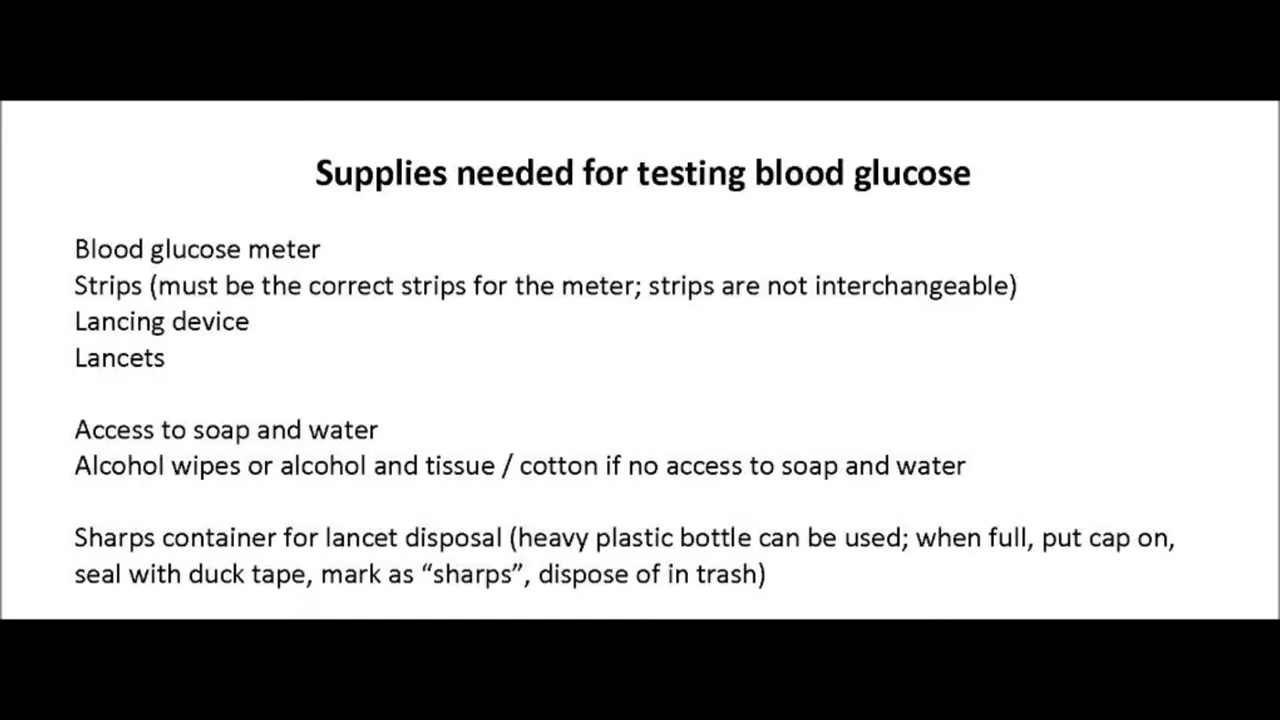 Supplies needed for testing blood glucose
Blood glucose meter
Strips (must be the correct strips for the meter; strips are not interchangeable)
Lancing device
Lancets
Access to soap and water
Alcohol wipes or alcohol and tissue / cotton if no access to soap and water
Sharps container for lancet disposal (heavy plastic bottle can be used; when full, put cap on,
seal with duck tape, mark as “sharps”, dispose of in trash)